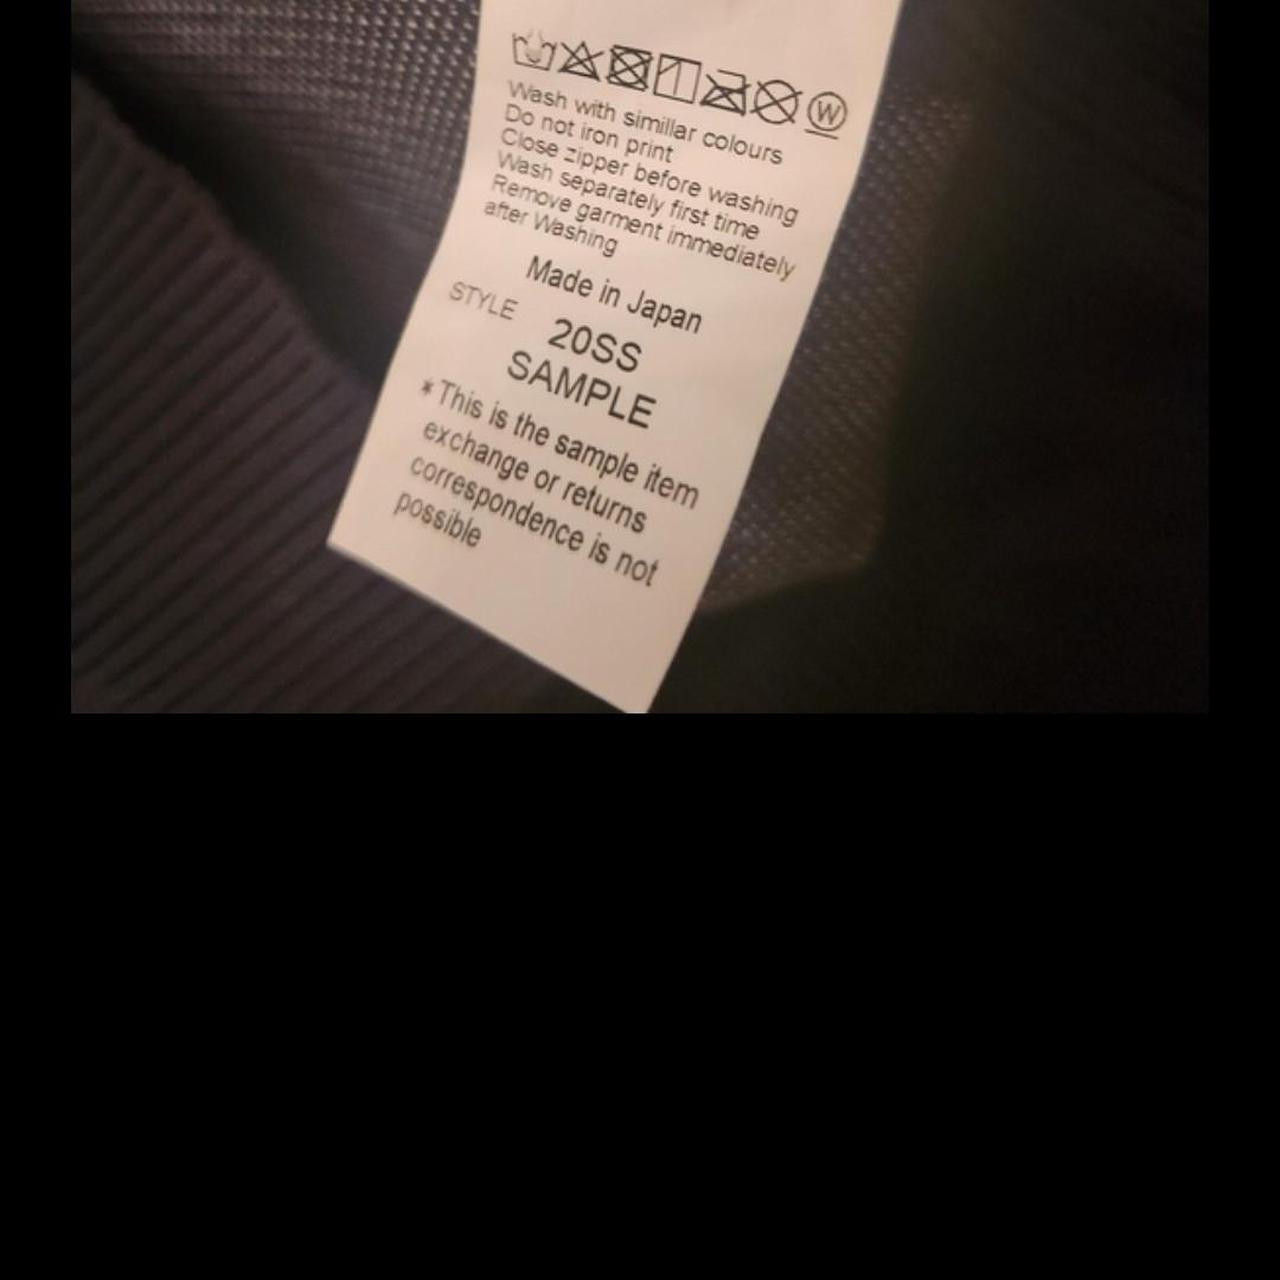 W
Wash with simillar colours
Do not iron print
Close zipper before washing
Wash separately first time
Remove garment immediately
after Washing
Made in Japan
STYLE 20SS
SAMPLE
* This is the sample item
exchange or returns
correspondence is not
possible